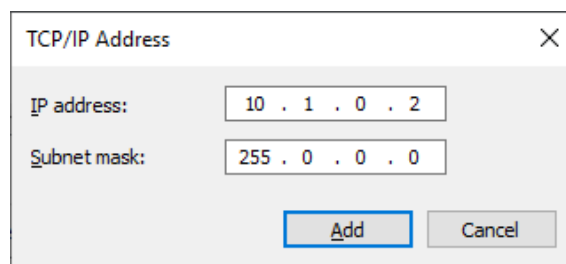 TCP/IP Address
IP address: 10 . 1 . 0 . 2
Subnet mask: 255 . 0 . 0 . 0
Add Cancel